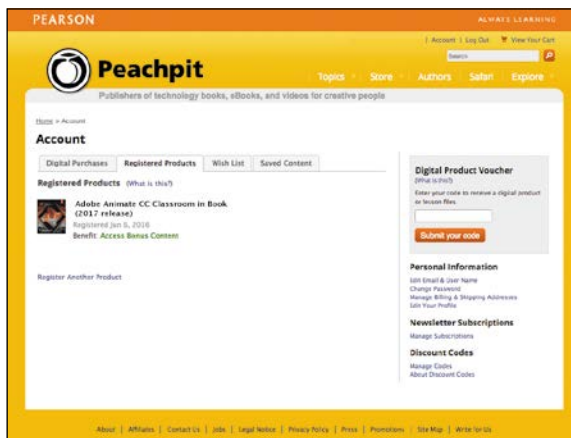 PEARSON
ALWAYS LEARNING
| Account | Log Out View Your Cart
Search
Peachpit
Topics Store Authors Safari Explore
Publishers of technology books, eBooks, and videos for creative people
Home > Account
Account
Digital Purchases Registered Products Wish List Saved Content
Registered Products (What is this?)
Adobe Animate CC Classroom in Book
(2017 release)
Registered Jun 6, 2016
Benefit: Access Bonus Content
Register Another Product
Digital Product Voucher
(What is this?)
Enter your code to receive a digital product
or lesson files.
Submit your code
Personal Information
Edit Email & User Name
Change Password
Manage Billing & Shipping Addresses
Edit Your Profile
Newsletter Subscriptions
Manage Subscriptions
Discount Codes
Manage Codes
About Discount Codes
About | Affiliates | Contact Us | Jobs | Legal Notice | Privacy Policy | Press | Promotions | Site Map | Write for Us